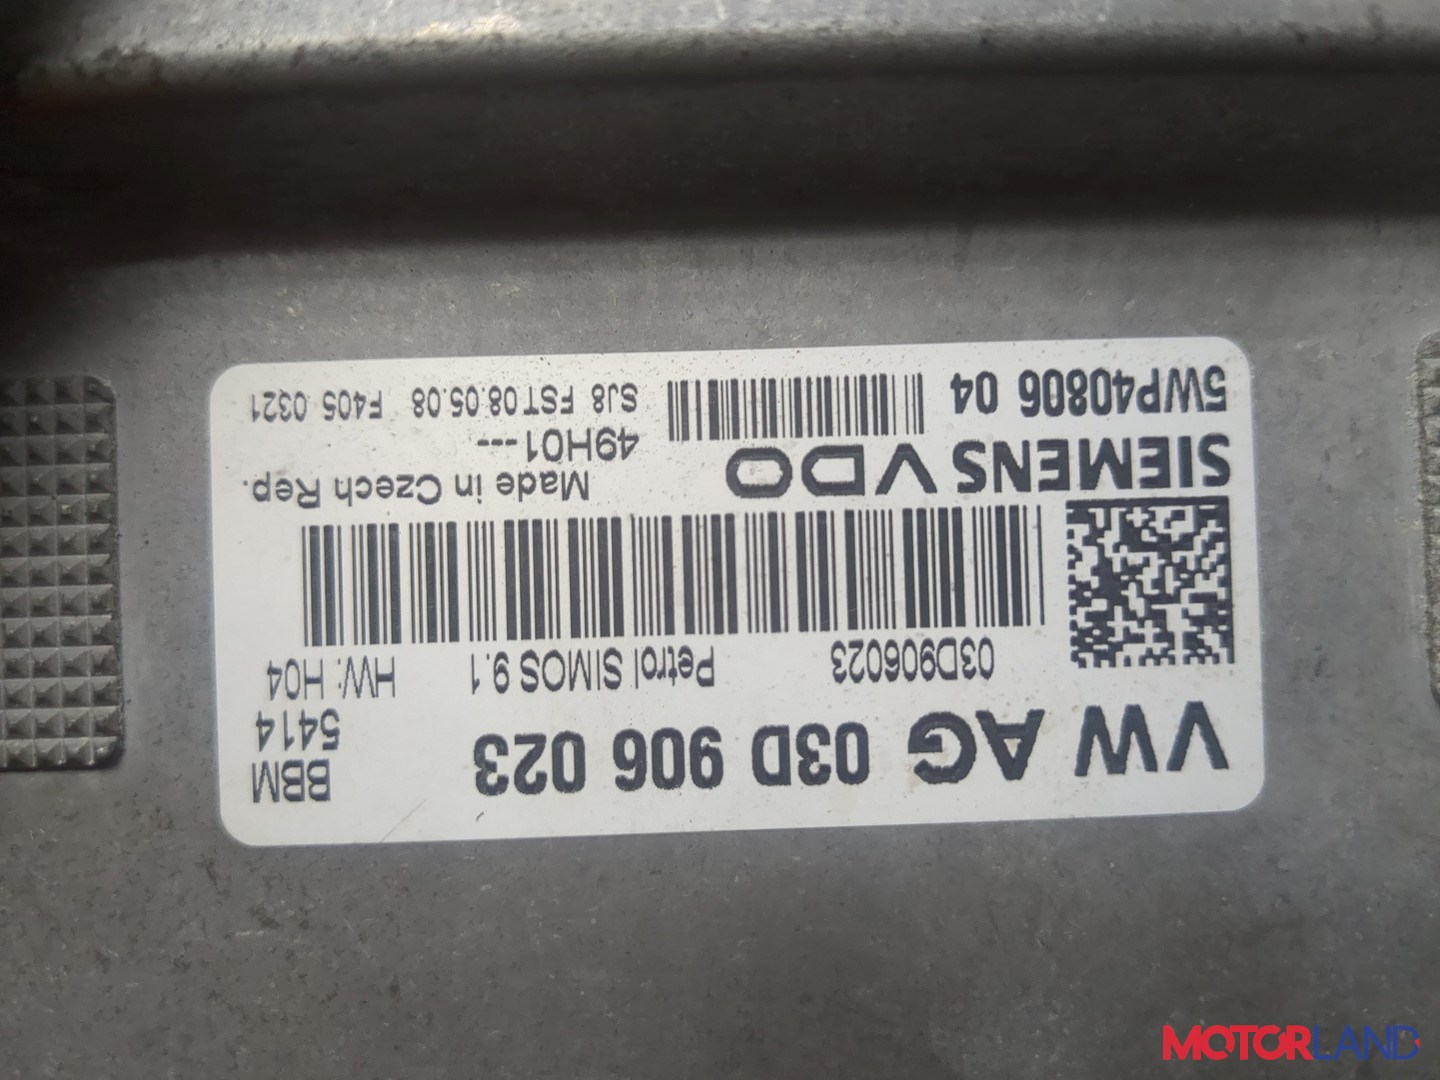 VW AG 03D 906 023 BBM
5414
03D906023 Petrol SIMOS 9.1 HW: H04
SIEMENS VDO Made in Czech Rep.
49H01---
5WP40806 04 SJ8 FST 08.05.08 F405 0321
MOTORLAND